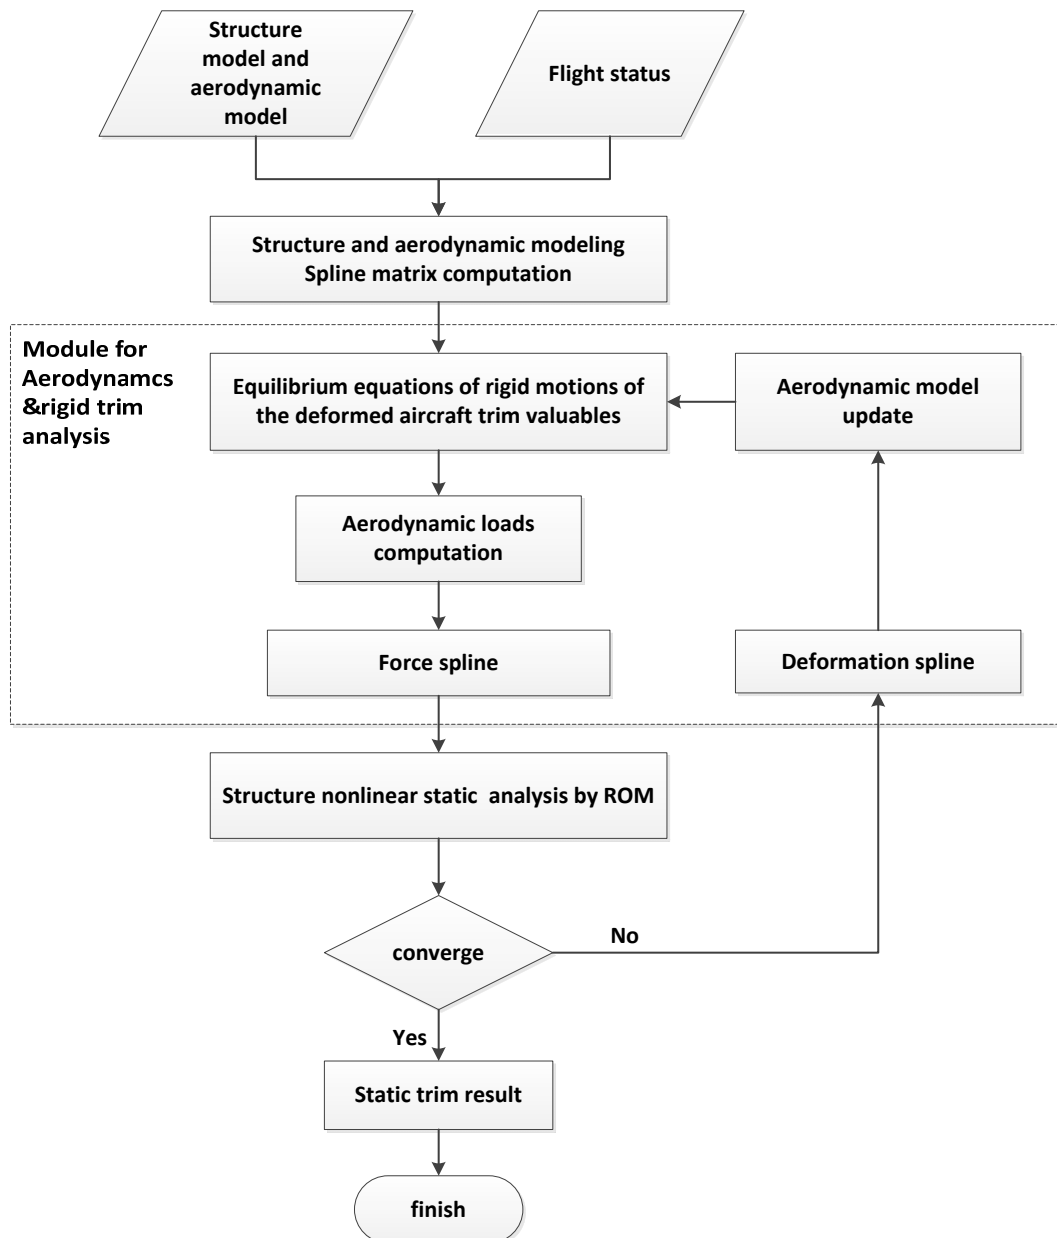 Structure
model and
aerodynamic
model
Flight status
Structure and aerodynamic modeling
Spline matrix computation
Module for
Aerodynamcs
&rigid trim
analysis
Equilibrium equations of rigid motions of
the deformed aircraft trim valuables
Aerodynamic model
update
Aerodynamic loads
computation
Force spline
Deformation spline
Structure nonlinear static  analysis by ROM
converge
No
Yes
Static trim result
finish